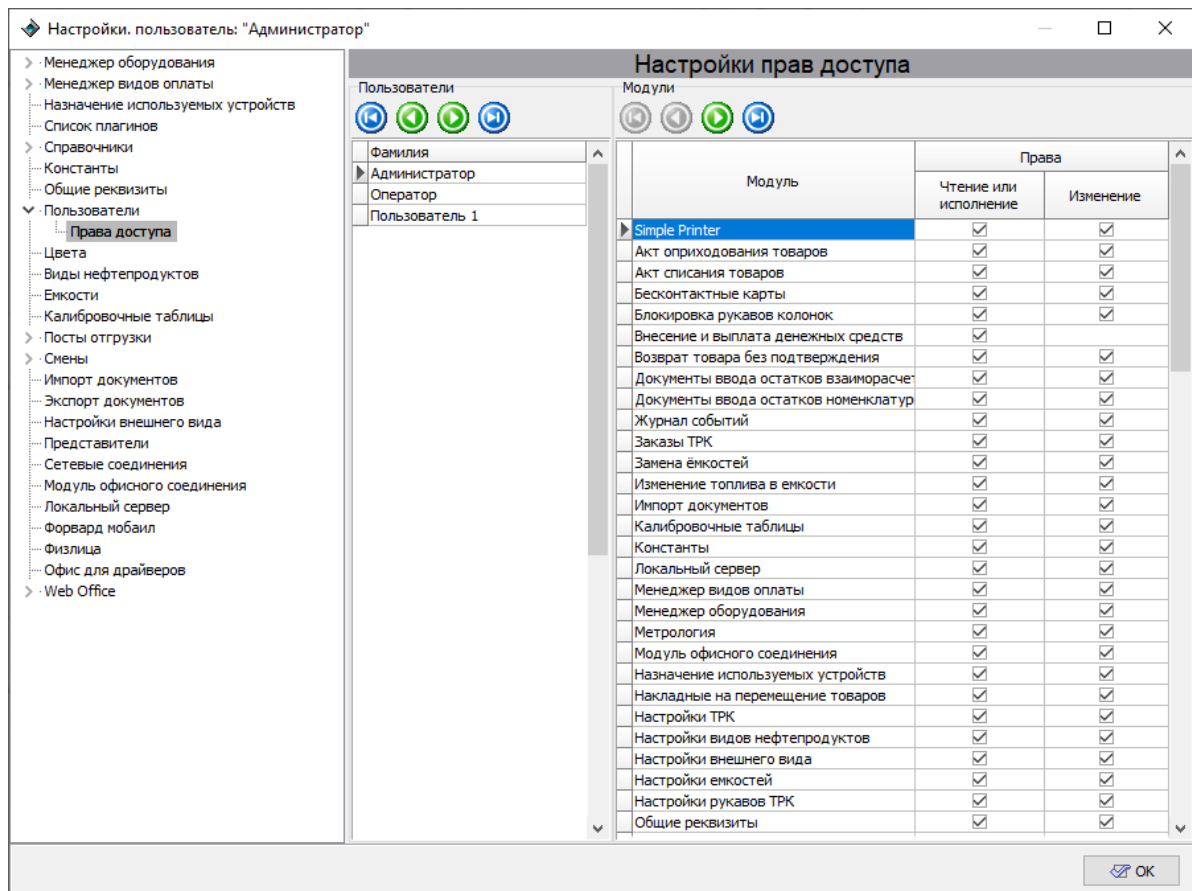 Настройки. пользователь: "Администратор"
Менеджер оборудования
Менеджер видов оплаты
Назначение используемых устройств
Список плагинов
Справочники
Константы
Общие реквизиты
Пользователи
Права доступа
Цвета
Виды нефтепродуктов
Емкости
Калибровочные таблицы
Посты отгрузки
Смены
Импорт документов
Экспорт документов
Настройки внешнего вида
Представители
Сетевые соединения
Модуль офисного соединения
Локальный сервер
Форвард мобаил
Физлица
Офис для драйверов
Web Office
Настройки прав доступа
Пользователи
Фамилия
Администратор
Оператор
Пользователь 1
Модули
Модуль
Права
Чтение или
исполнение
Изменение
Simple Printer
Акт оприходования товаров
Акт списания товаров
Бесконтактные карты
Блокировка рукавов колонок
Внесение и выплата денежных средств
Возврат товара без подтверждения
Документы ввода остатков взаиморасчет
Документы ввода остатков номенклатур
Журнал событий
Заказы ТРК
Замена ёмкостей
Изменение топлива в емкости
Импорт документов
Калибровочные таблицы
Константы
Локальный сервер
Менеджер видов оплаты
Менеджер оборудования
Метрология
Модуль офисного соединения
Назначение используемых устройств
Накладные на перемещение товаров
Настройки ТРК
Настройки видов нефтепродуктов
Настройки внешнего вида
Настройки емкостей
Настройки рукавов ТРК
Общие реквизиты
OK